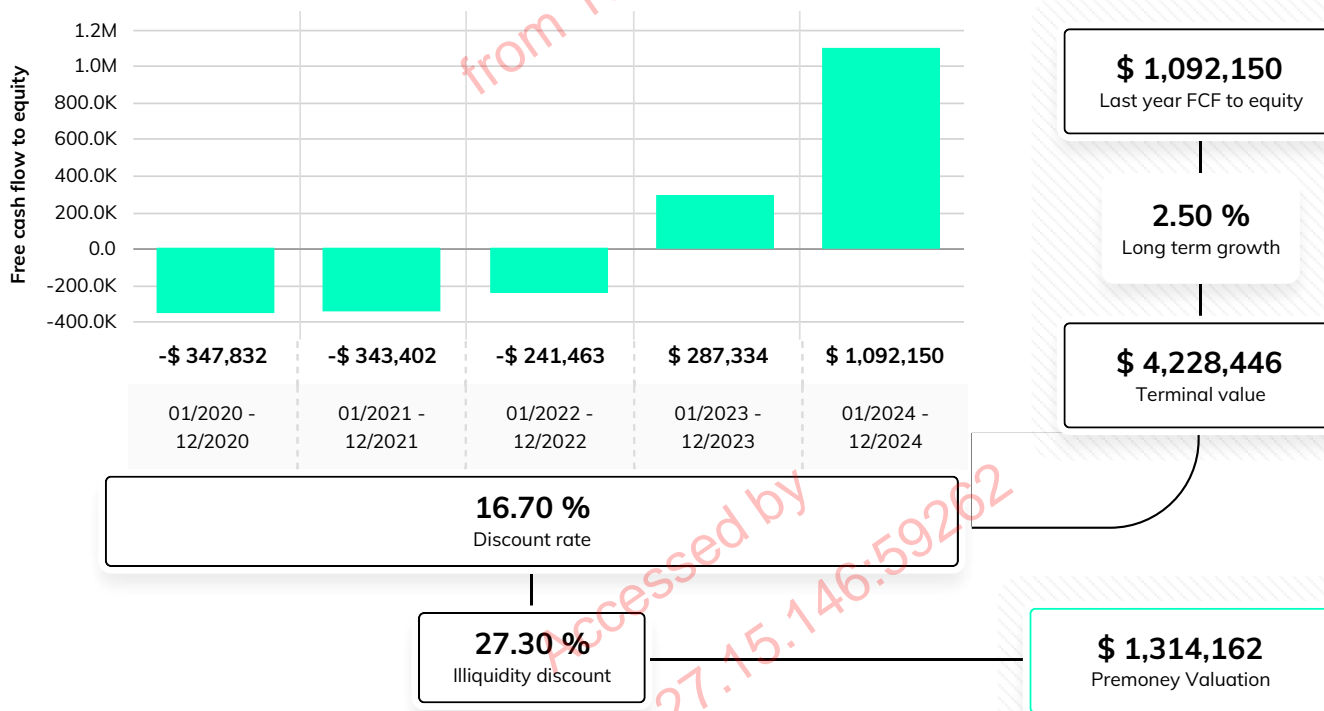 from
1.2M
1.0M
800.0K
600.0K
400.0K
200.0K
0.0
-200.0K
-400.0K
Free cash flow to equity
-$ 347,832
-$ 343,402
-$ 241,463
$ 287,334
$ 1,092,150
01/2020 -
12/2020
01/2021 -
12/2021
01/2022 -
12/2022
01/2023 -
12/2023
01/2024 -
12/2024
$ 1,092,150
Last year FCF to equity
2.50 %
Long term growth
$ 4,228,446
Terminal value
16.70 %
Discount rate
27.30 %
Illiquidity discount
$ 1,314,162
Premoney Valuation
Accessed by
27.15.146:59262